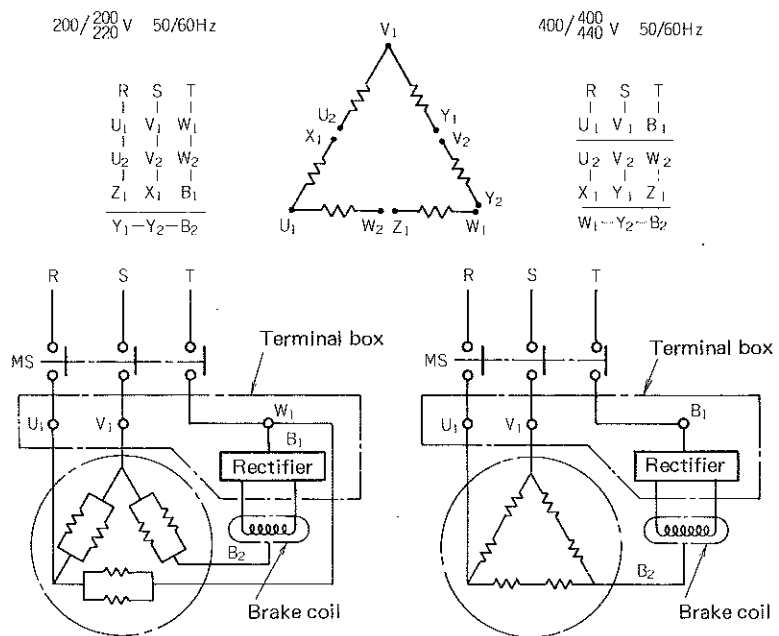 200/200/220 V 50/60Hz
R S T
U₁ V₁ W₁
U₂ V₂ W₂
Z₁ X₁ B₁
Y₁—Y₂—B₂
V₁
U₂ Y₁
X₁ V₂
Y₂
U₁ W₂ Z₁ W₁
400/400/440 V 50/60Hz
R S T
U₁ V₁ B₁
U₂ V₂ W₂
X₁ Y₁ Z₁
W₁—Y₂—B₂
R S T
MS
Terminal box
U₁ V₁ W₁
B₁
Rectifier
B₂
Brake coil
R S T
MS
Terminal box
U₁ V₁ B₁
Rectifier
B₂
Brake coil